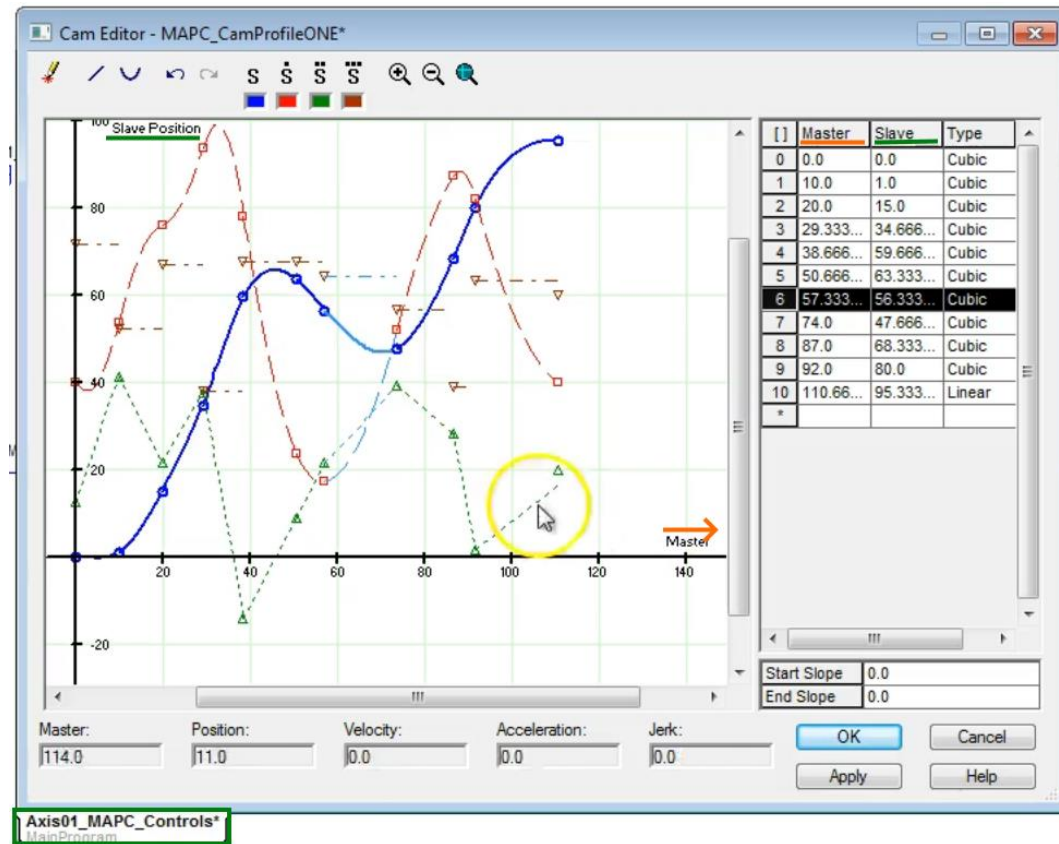 Cam Editor - MAPC_CamProfileONE*
S S S S
100 Slave Position
80
60
40
20
-20
20 40 60 80 100 120 140
Master
[ ] Master Slave Type
0 0.0 0.0 Cubic
1 10.0 1.0 Cubic
2 20.0 15.0 Cubic
3 29.333... 34.666... Cubic
4 38.666... 59.666... Cubic
5 50.666... 63.333... Cubic
6 57.333... 56.333... Cubic
7 74.0 47.666... Cubic
8 87.0 68.333... Cubic
9 92.0 80.0 Cubic
10 110.66... 95.333... Linear
*
Start Slope 0.0
End Slope 0.0
Master: Position: Velocity: Acceleration: Jerk:
114.0 11.0 0.0 0.0 0.0
OK Cancel
Apply Help
Axis01_MAPC_Controls*
MainProgram